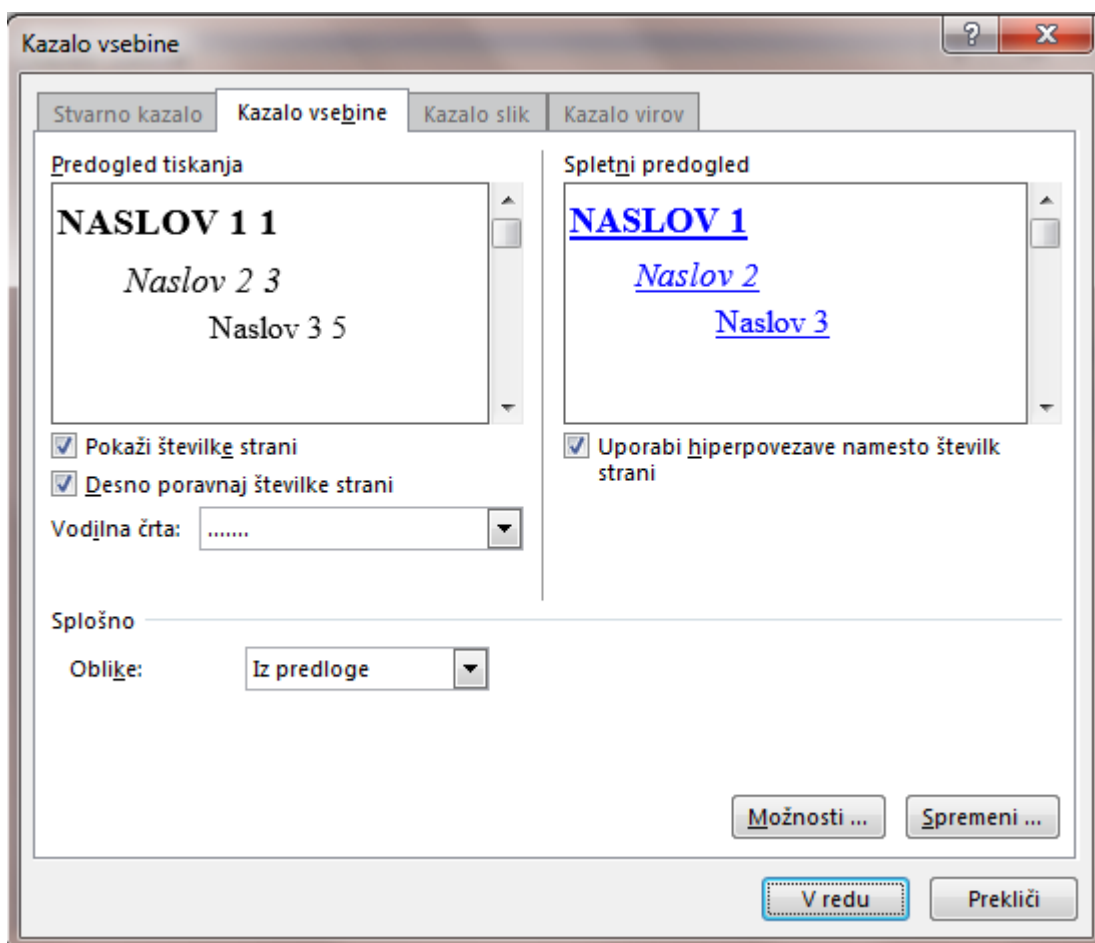 Kazalo vsebine
?
Stvarno kazalo
Kazalo vsebine
Kazalo slik
Kazalo virov
Predogled tiskanja
NASLOV 1 1
Naslov 2 3
Naslov 3 5
Pokaži številke strani
Desno poravnaj številke strani
Vodilna črta: .......
Spletni predogled
NASLOV 1
Naslov 2
Naslov 3
Uporabi hiperpovezave namesto številk
strani
Splošno
Oblike: Iz predloge
Možnosti ...
Spremeni ...
V redu
Prekliči